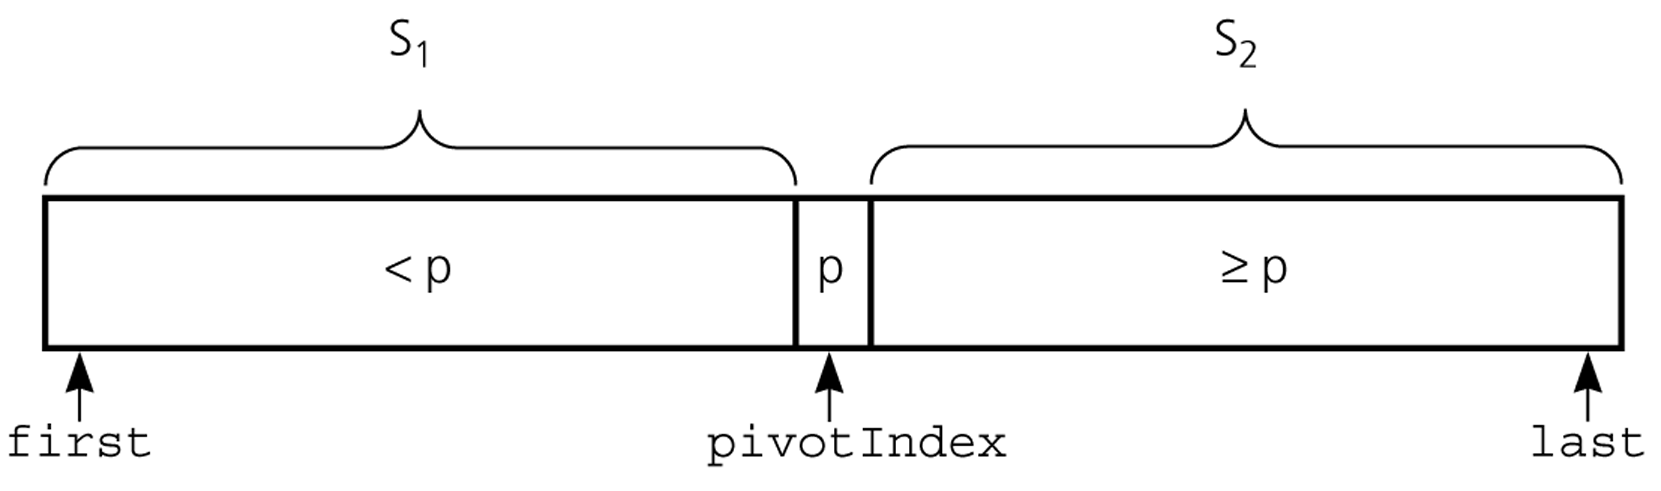 S₁ S₂
< p p ≥ p
first pivotIndex last